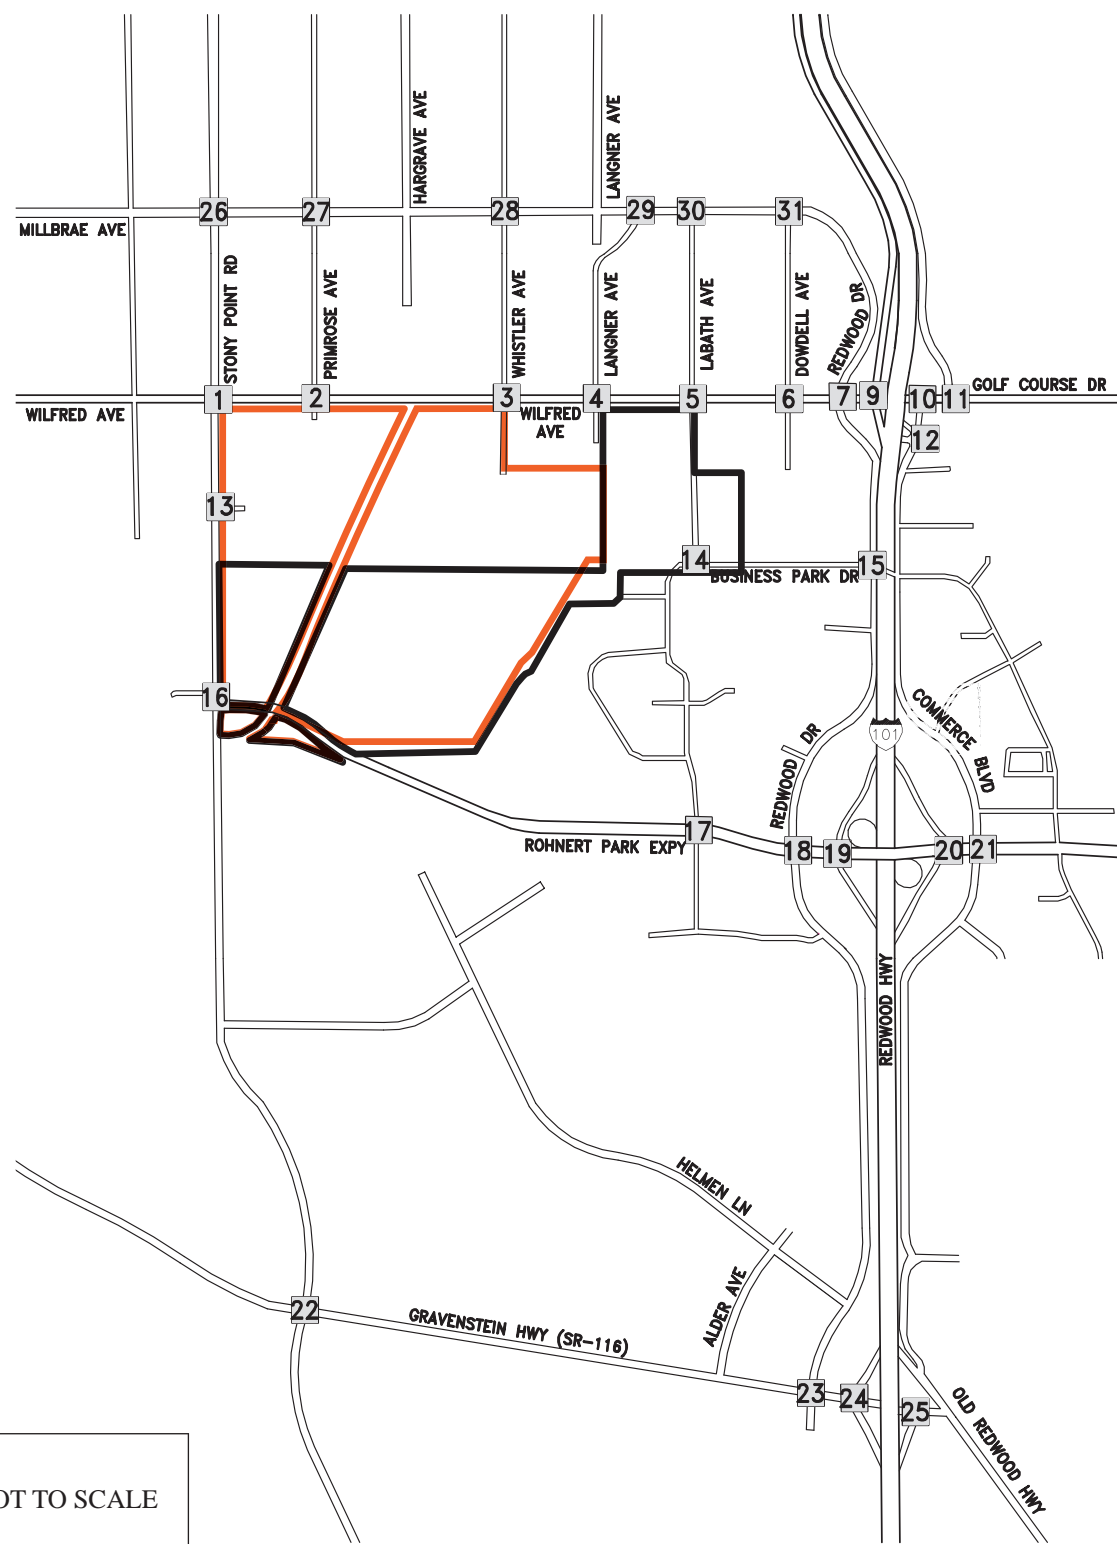 HARGRAVE AVE
LANGNER AVE
26
27
28
29
30
31
MILLBRAE AVE
STONY POINT RD
PRIMROSE AVE
WHISTLER AVE
LANGNER AVE
LABATH AVE
DOWDELL AVE
REDWOOD DR
1
2
3
4
5
6
7
9
10
11
GOLF COURSE DR
WILFRED AVE
WILFRED
AVE
12
13
14
15
BUSINESS PARK DR
16
COMMERCE BLVD
101
REDWOOD DR
17
18
19
20
21
ROHNERT PARK EXPY
REDWOOD HWY
HELMEN LN
ALDER AVE
22
GRAVENSTEIN HWY (SR-116)
23
24
25
OLD REDWOOD HWY
OT TO SCALE